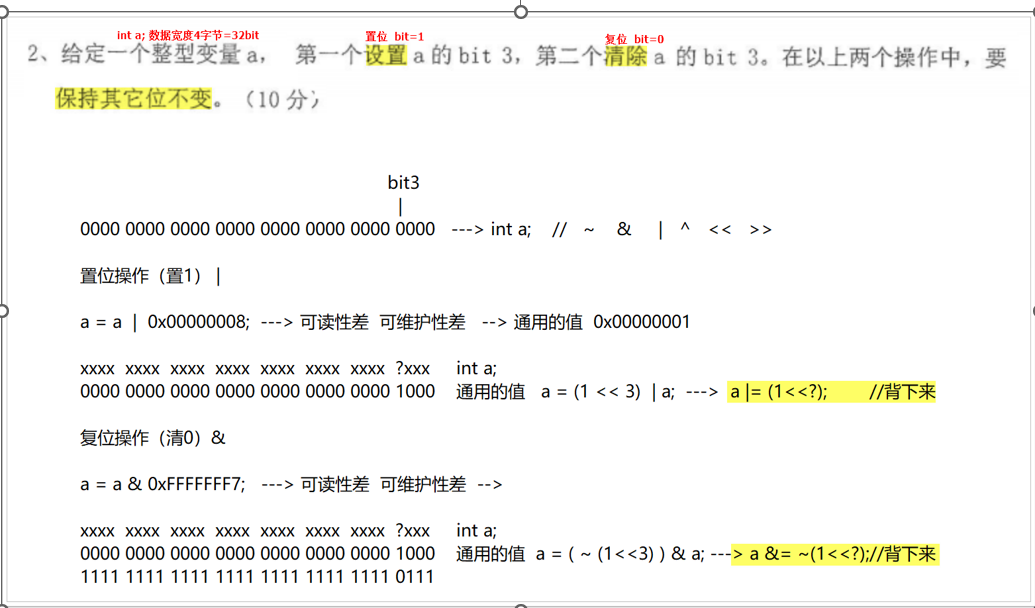 int a; 数据宽度4字节=32bit 置位 bit=1 复位 bit=0
2、给定一个整型变量 a， 第一个设置 a 的 bit 3，第二个清除 a 的 bit 3。在以上两个操作中，要
保持其它位不变。（10 分）
bit3
|
0000 0000 0000 0000 0000 0000 0000 0000 ---> int a; // ~ & | ^ << >>
置位操作（置1） |
a = a | 0x00000008; ---> 可读性差 可维护性差 --> 通用的值 0x00000001
xxxx xxxx xxxx xxxx xxxx xxxx xxxx ?xxx int a;
0000 0000 0000 0000 0000 0000 0000 1000 通用的值 a = (1 << 3) | a; ---> a |= (1<<?); //背下来
复位操作（清0）&
a = a & 0xFFFFFFF7; ---> 可读性差 可维护性差 -->
xxxx xxxx xxxx xxxx xxxx xxxx xxxx ?xxx int a;
0000 0000 0000 0000 0000 0000 0000 1000 通用的值 a = ( ~ (1<<3) ) & a; ---> a &= ~(1<<?);//背下来
1111 1111 1111 1111 1111 1111 1111 0111